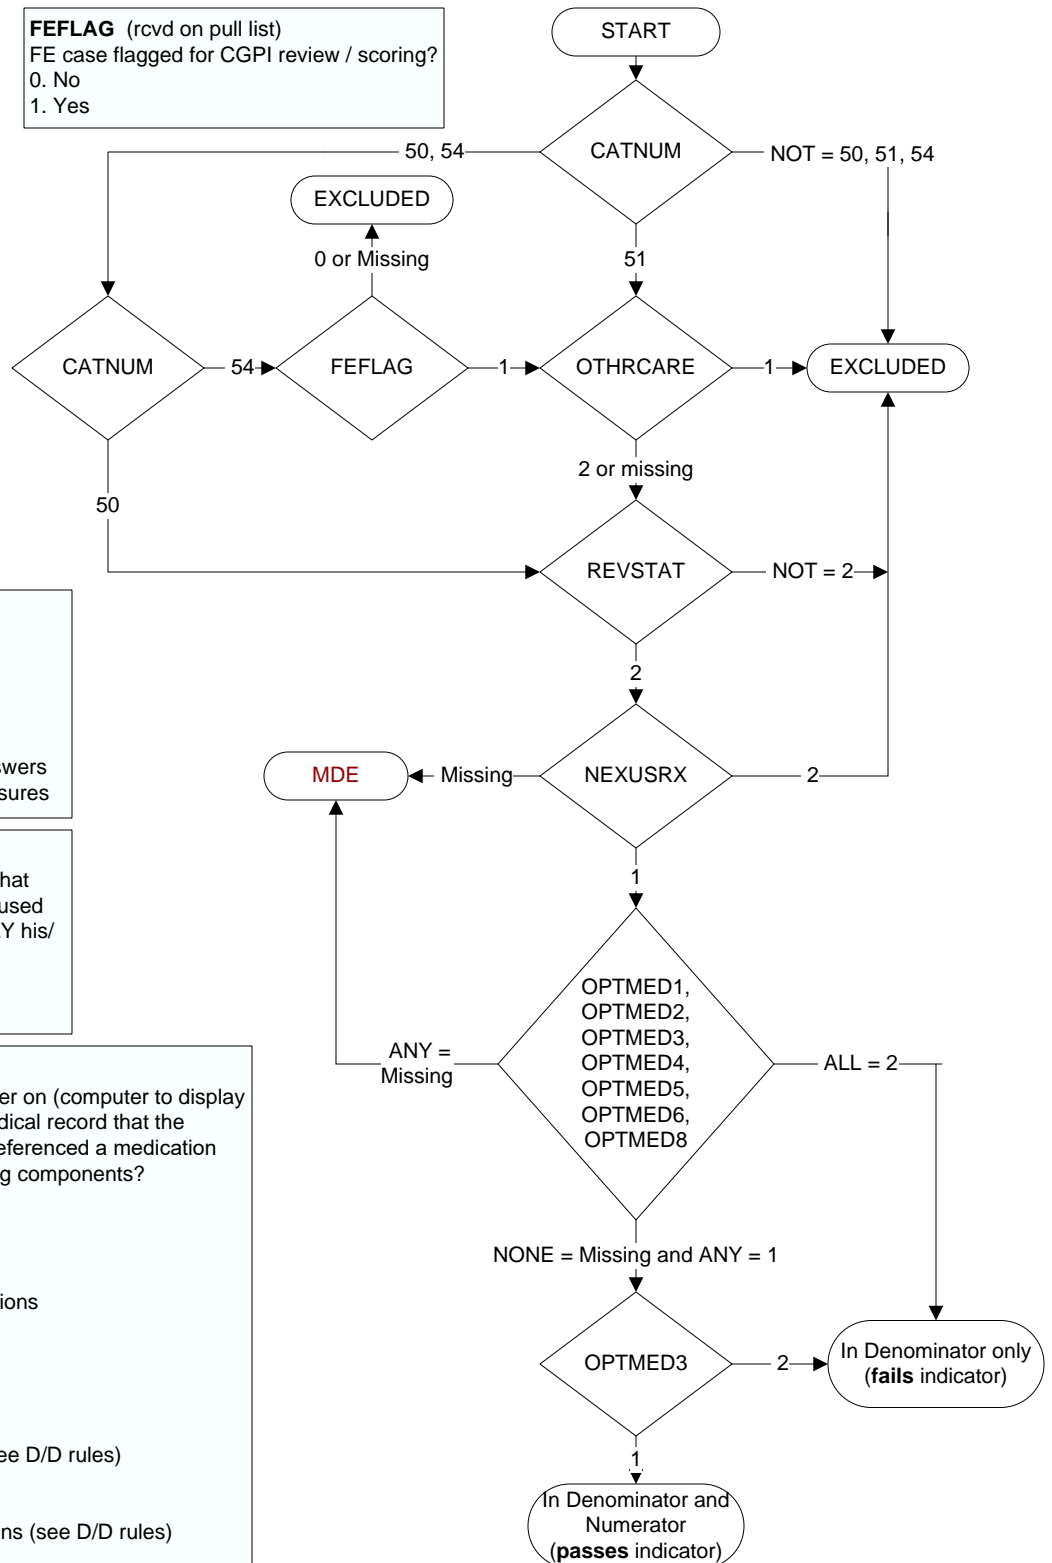 FEFLAG (rcvd on pull list)
FE case flagged for CGPI review / scoring?
0. No
1. Yes
START
CATNUM
50, 54
NOT = 50, 51, 54
EXCLUDED
0 or Missing
51
CATNUM
54
FEFLAG
1
OTHRCARE
1
EXCLUDED
2 or missing
50
REVSTAT
NOT = 2
2
MDE
Missing
NEXUSRX
2
1
OPTMED1,
OPTMED2,
OPTMED3,
OPTMED4,
OPTMED5,
OPTMED6,
OPTMED8
ANY =
Missing
ALL = 2
NONE = Missing and ANY = 1
OPTMED3
2
In Denominator only
(fails indicator)
1
In Denominator and
Numerator
(passes indicator)
used
er on (computer to display
dical record that the
eferenced a medication
g components?
ions
ee D/D rules)
ns (see D/D rules)